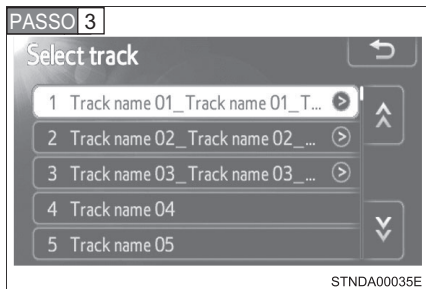 PASSO 3
Select track
1 Track name 01_Track name 01_T...
2 Track name 02_Track name 02_...
3 Track name 03_Track name 03_...
4 Track name 04
5 Track name 05
STNDA00035E